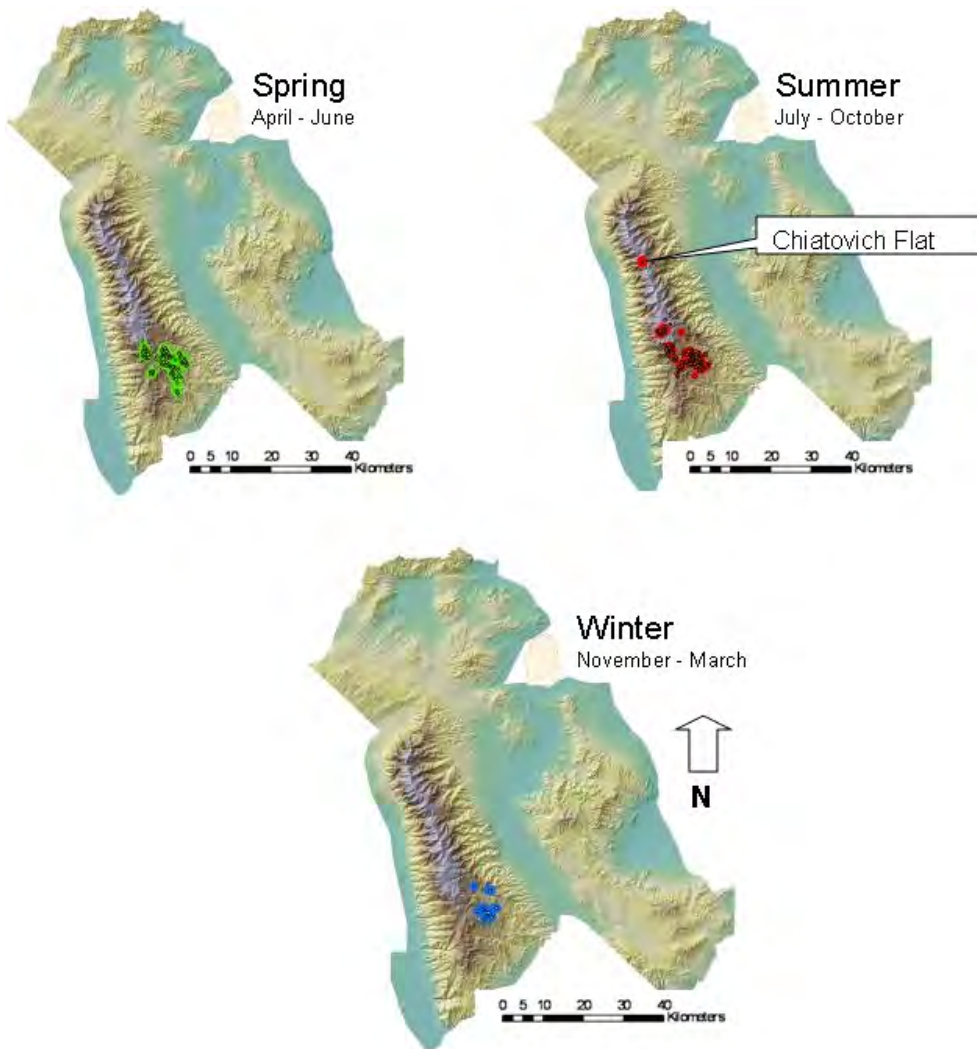 Spring
April - June
Summer
July - October
Chiatovich Flat
0 5 10 20 30 40
Kilometers
0 5 10 20 30 40
Kilometers
Winter
November - March
N
0 5 10 20 30 40
Kilometers